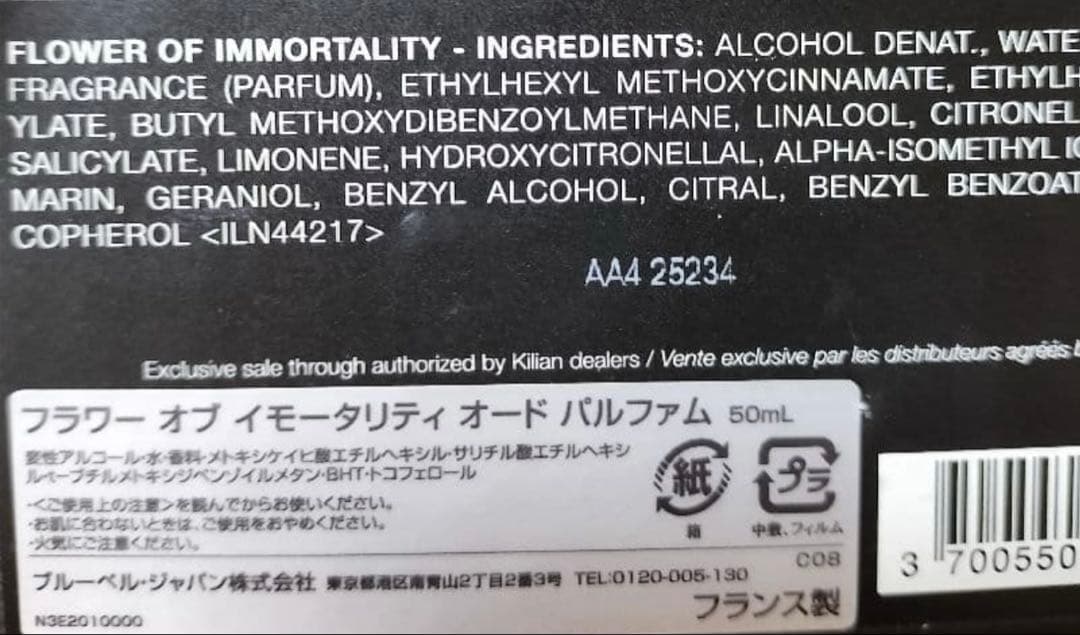 FLOWER OF IMMORTALITY - INGREDIENTS: ALCOHOL DENAT., WATE
FRAGRANCE (PARFUM), ETHYLHEXYL METHOXYCINNAMATE, ETHYLH
YLATE, BUTYL METHOXYDIBENZOYLMETHANE, LINALOOL, CITRONEL
SALICYLATE, LIMONENE, HYDROXYCITRONELLAL, ALPHA-ISOMETHYL
MARIN, GERANIOL, BENZYL ALCOHOL, CITRAL, BENZYL BENZOAT
COPHEROL <ILN44217>
AA4 25234
Exclusive sale through authorized by Kilian dealers / Vente exclusive par les distributeurs agréés
フラワー オブ イモータリティ オード パルファム 50mL
変性アルコール・水・香料・メトキシケイヒ酸エチルヘキシル・サリチル酸エチルヘキシ
ル・t-ブチルメトキシジベンゾイルメタン・BHT・トコフェロール
・<ご使用上の注意>を読んでからお使いください。
・お肌に合わないときは、ご使用をおやめください。
・火気にご注意ください。
紙
箱
プラ
中敷、フィルム
C08
ブルーベル・ジャパン株式会社 東京都港区南青山2丁目2番3号 TEL:0120-005-130
フランス製
N3E2010000
3 700550